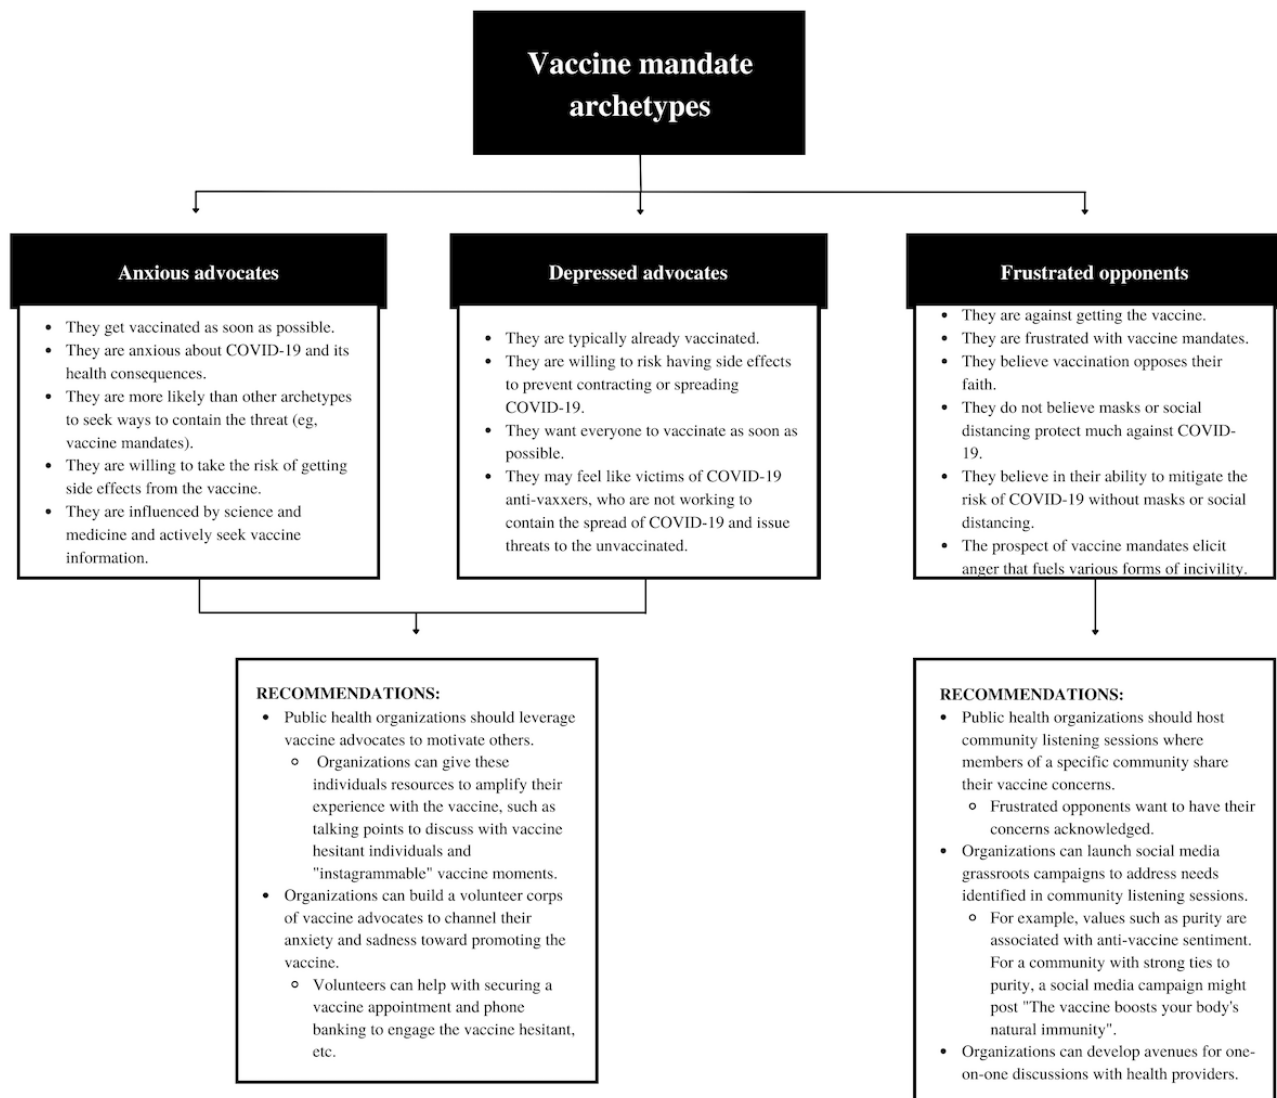 Vaccine mandate
archetypes
Anxious advocates
• They get vaccinated as soon as possible.
• They are anxious about COVID-19 and its
health consequences.
• They are more likely than other archetypes
to seek ways to contain the threat (eg,
vaccine mandates).
• They are willing to take the risk of getting
side effects from the vaccine.
• They are influenced by science and
medicine and actively seek vaccine
information.
Depressed advocates
• They are typically already vaccinated.
• They are willing to risk having side effects
to prevent contracting or spreading
COVID-19.
• They want everyone to vaccinate as soon as
possible.
• They may feel like victims of COVID-19
anti-vaxxers, who are not working to
contain the spread of COVID-19 and issue
threats to the unvaccinated.
Frustrated opponents
• They are against getting the vaccine.
• They are frustrated with vaccine mandates.
• They believe vaccination opposes their
faith.
• They do not believe masks or social
distancing protect much against COVID-
19.
• They believe in their ability to mitigate the
risk of COVID-19 without masks or social
distancing.
• The prospect of vaccine mandates elicit
anger that fuels various forms of incivility.
RECOMMENDATIONS:
• Public health organizations should leverage
vaccine advocates to motivate others.
○ Organizations can give these
individuals resources to amplify their
experience with the vaccine, such as
talking points to discuss with vaccine
hesitant individuals and
"instagrammable" vaccine moments.
• Organizations can build a volunteer corps
of vaccine advocates to channel their
anxiety and sadness toward promoting the
vaccine.
○ Volunteers can help with securing a
vaccine appointment and phone
banking to engage the vaccine hesitant,
etc.
RECOMMENDATIONS:
• Public health organizations should host
community listening sessions where
members of a specific community share
their vaccine concerns.
○ Frustrated opponents want to have their
concerns acknowledged.
• Organizations can launch social media
grassroots campaigns to address needs
identified in community listening sessions.
○ For example, values such as purity are
associated with anti-vaccine sentiment.
For a community with strong ties to
purity, a social media campaign might
post "The vaccine boosts your body's
natural immunity".
• Organizations can develop avenues for one-
on-one discussions with health providers.